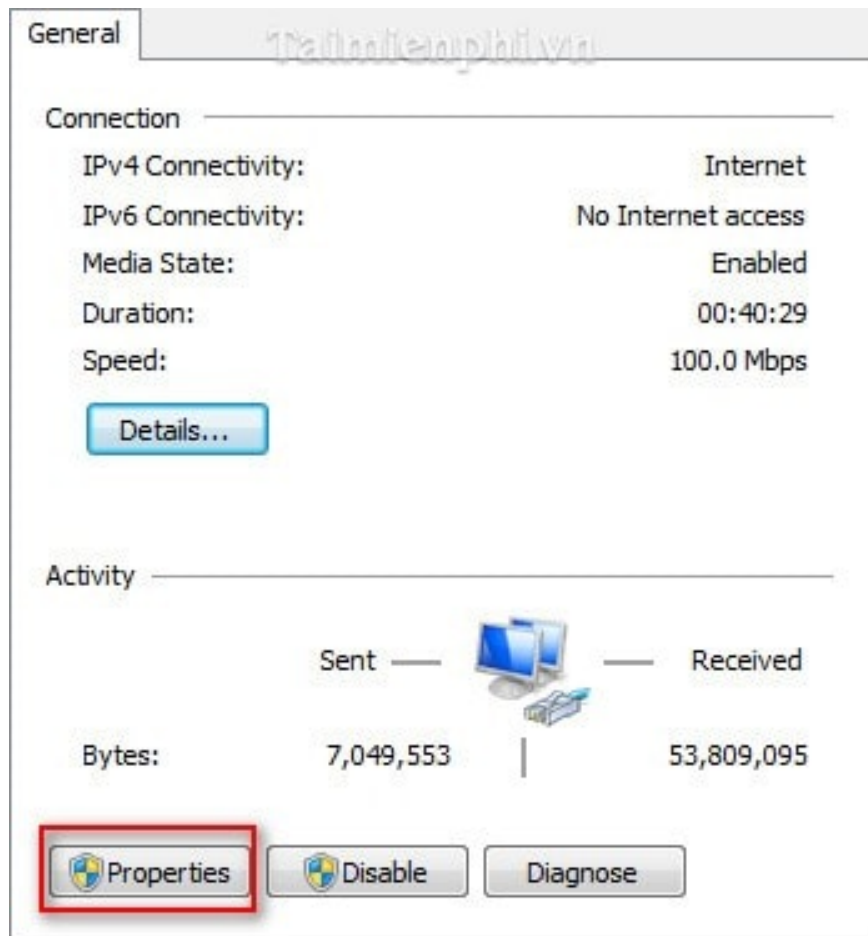 General
Taimienphi.vn
Connection
IPv4 Connectivity: Internet
IPv6 Connectivity: No Internet access
Media State: Enabled
Duration: 00:40:29
Speed: 100.0 Mbps
Details...
Activity
Sent Received
Bytes: 7,049,553 53,809,095
Properties Disable Diagnose